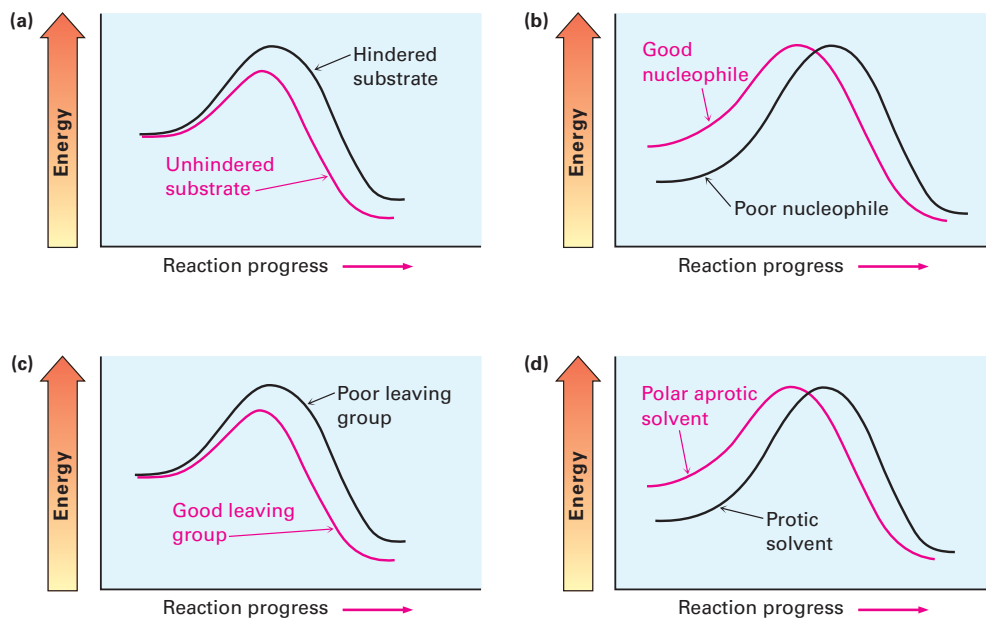 (a)
Energy
Hindered
substrate
Unhindered
substrate
Reaction progress
(b)
Energy
Good
nucleophile
Poor nucleophile
Reaction progress
(c)
Energy
Poor leaving
group
Good leaving
group
Reaction progress
(d)
Energy
Polar aprotic
solvent
Protic
solvent
Reaction progress